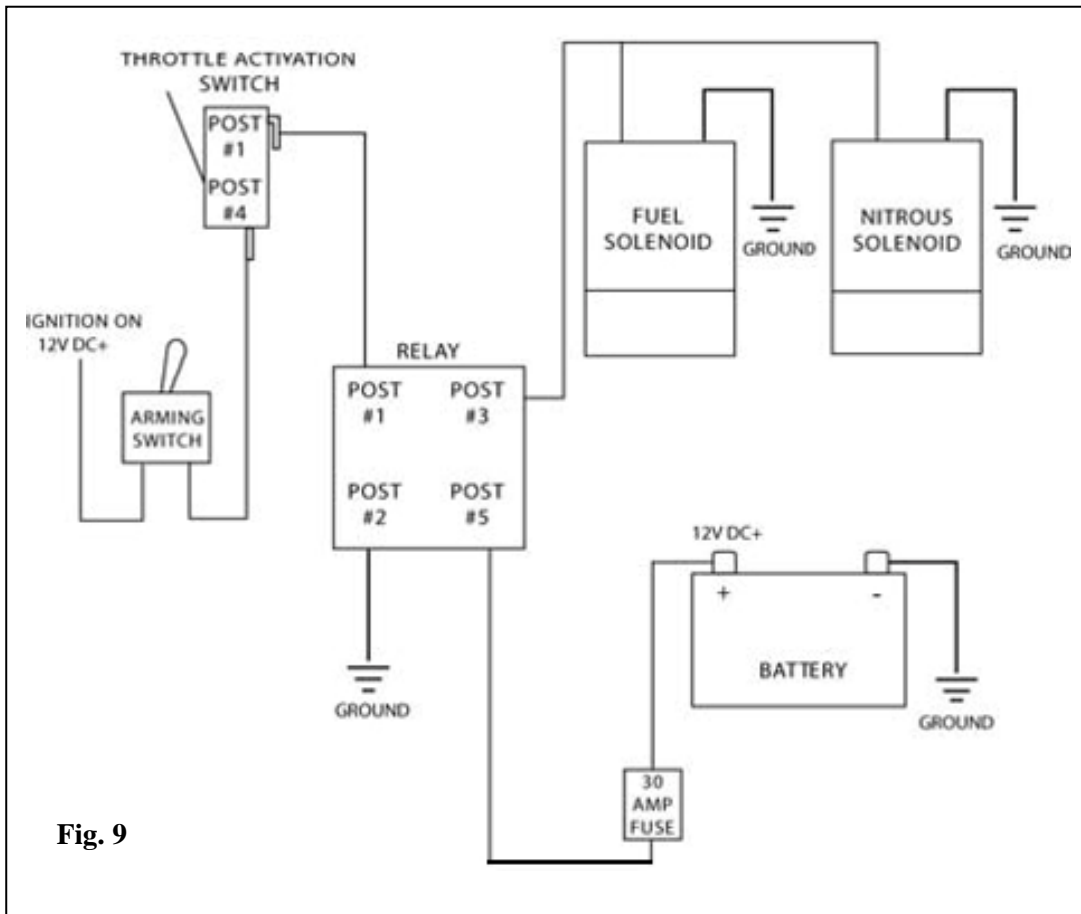 THROTTLE ACTIVATION
SWITCH
POST
#1
POST
#4
IGNITION ON
12V DC+
ARMING
SWITCH
RELAY
POST
#1
POST
#3
POST
#2
POST
#5
GROUND
FUEL
SOLENOID
GROUND
NITROUS
SOLENOID
GROUND
12V DC+
+
-
BATTERY
GROUND
30
AMP
FUSE
Fig. 9